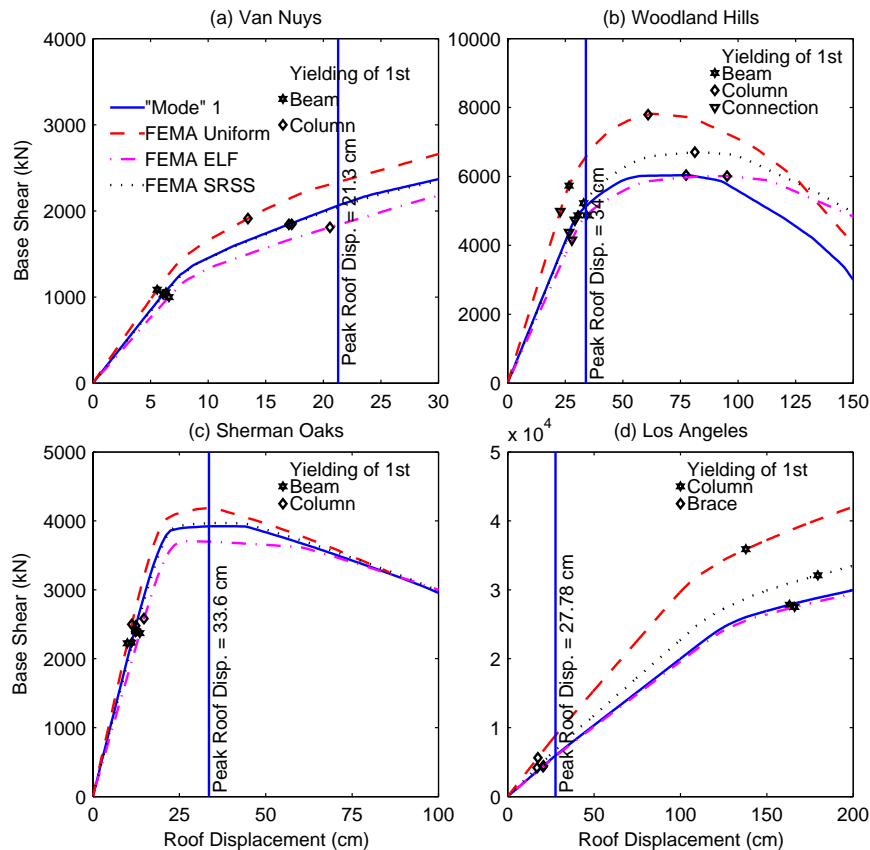 (a) Van Nuys
4000
3000
2000
1000
0
Base Shear (kN)
0 5 10 15 20 25 30
Yielding of 1st
Beam
Column
"Mode" 1
FEMA Uniform
FEMA ELF
FEMA SRSS
Peak Roof Disp. = 21.3 cm
(b) Woodland Hills
10000
8000
6000
4000
2000
0
0 25 50 75 100 125 150
Yielding of 1st
Beam
Column
Connection
Peak Roof Disp. = 34 cm
(c) Sherman Oaks
5000
4000
3000
2000
1000
0
Base Shear (kN)
0 25 50 75 100
Roof Displacement (cm)
Yielding of 1st
Beam
Column
Peak Roof Disp. = 33.6 cm
(d) Los Angeles
x 10^4
5
4
3
2
1
0
0 50 100 150 200
Roof Displacement (cm)
Yielding of 1st
Column
Brace
Peak Roof Disp. = 27.78 cm